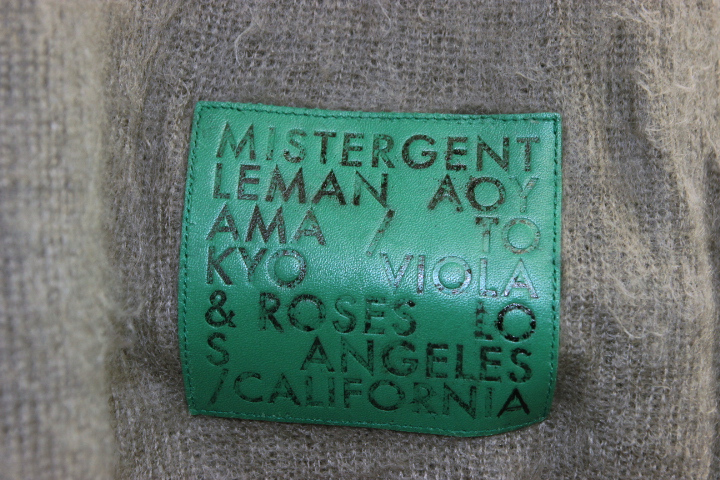 MISTERGENT
LEMAN AOY
AMA / TO
KYO VIOLA
& ROSES LO
S ANGELES
/CALIFORNIA